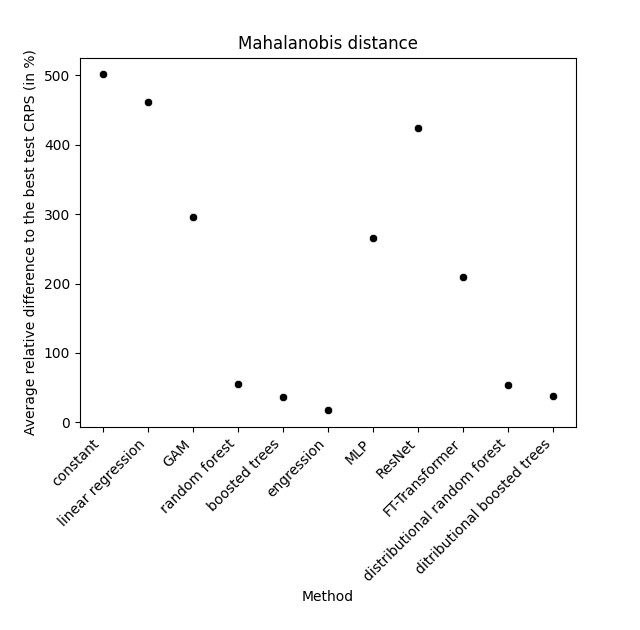 Mahalanobis distance
Average relative difference to the best test CRPS (in %)
500
400
300
200
100
0
constant
linear regression
GAM
random forest
boosted trees
engression
MLP
ResNet
FT-Transformer
distributional random forest
ditributional boosted trees
Method